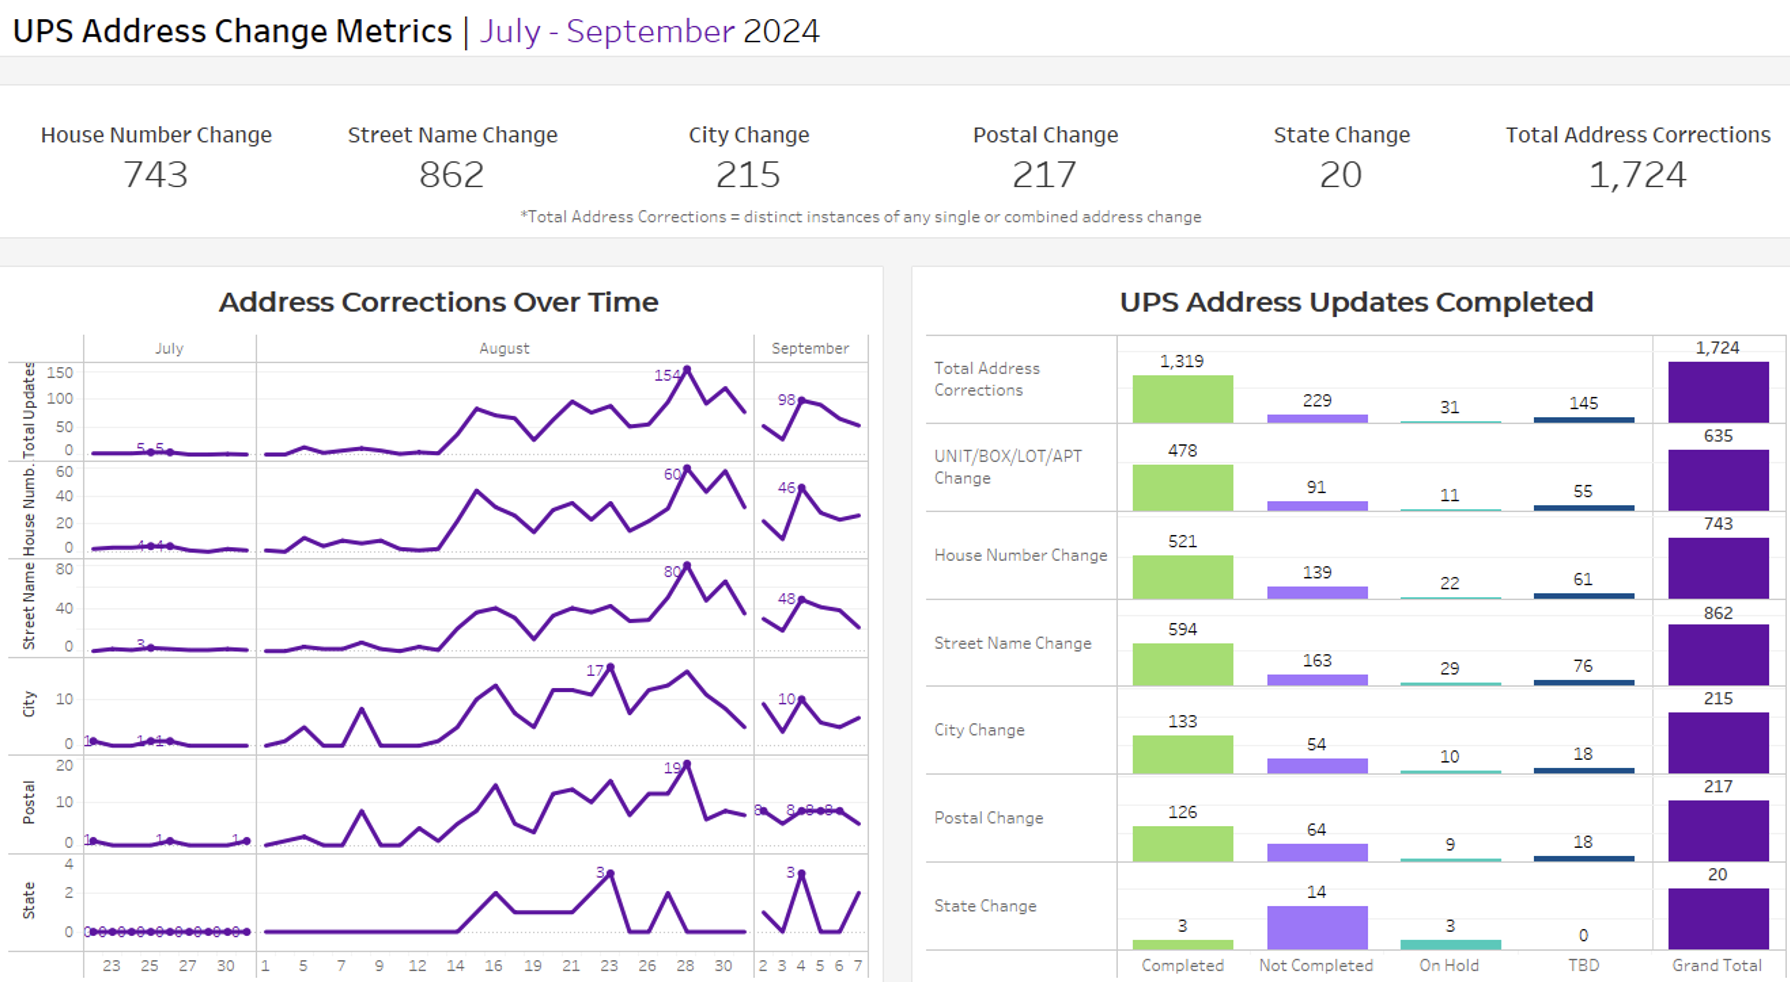 UPS Address Change Metrics | July - September 2024
House Number Change Street Name Change City Change Postal Change State Change Total Address Corrections
743 862 215 217 20 1,724
*Total Address Corrections = distinct instances of any single or combined address change
Address Corrections Over Time
July August September
Total Updates
150
100
50
0
5 5 154 98
House Numb..
60
40
20
0
4 4 60 46
Street Name
80
40
0
3 80 48
City
10
0
1 1 1 17 10
Postal
20
10
0
1 1 1 19 8 8 8 8
State
4
2
0
0 0 0 0 0 0 0 0 0 3 3
23 25 27 30 1 5 7 9 12 14 16 19 21 23 26 28 30 2 3 4 5 6 7
UPS Address Updates Completed
Total Address
Corrections
1,319 229 31 145 1,724
UNIT/BOX/LOT/APT
Change
478 91 11 55 635
House Number Change
521 139 22 61 743
Street Name Change
594 163 29 76 862
City Change
133 54 10 18 215
Postal Change
126 64 9 18 217
State Change
3 14 3 0 20
Completed Not Completed On Hold TBD Grand Total